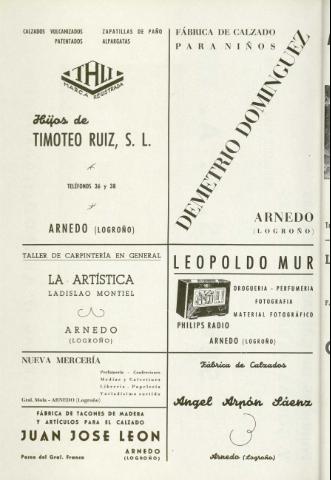 CALZADOS VULCANIZADOS
PATENTADOS
ZAPATILLAS DE PAÑO
ALPARGATAS
MARCA
REGISTRADA
Hijos de
TIMOTEO RUIZ, S. L.
TELÉFONOS 36 y 38
ARNEDO (LOGROÑO)
FÁBRICA DE CALZADO
PARA NIÑOS
DEMETRIO DOMINGUEZ
ARNEDO
(LOGROÑO)
TALLER DE CARPINTERÍA EN GENERAL
LA ARTÍSTICA
LADISLAO MONTIEL
ARNEDO
(LOGROÑO)
LEOPOLDO MUR
DROGUERIA - PERFUMERIA
FOTOGRAFIA
MATERIAL FOTOGRÁFICO
PHILIPS RADIO
ARNEDO (LOGROÑO)
NUEVA MERCERÍA
Perfumería - Confecciones
Medias y Calcetines
Librería - Papelería
Variadísimo surtido
Gral. Mola - ARNEDO (Logroño)
FÁBRICA DE TACONES DE MADERA
Y ARTÍCULOS PARA EL CALZADO
JUAN JOSE LEON
Paseo del Gral. Franco
ARNEDO
(LOGROÑO)
Fábrica de Calzados
Angel Arpón Sáenz
Arnedo (Logroño)